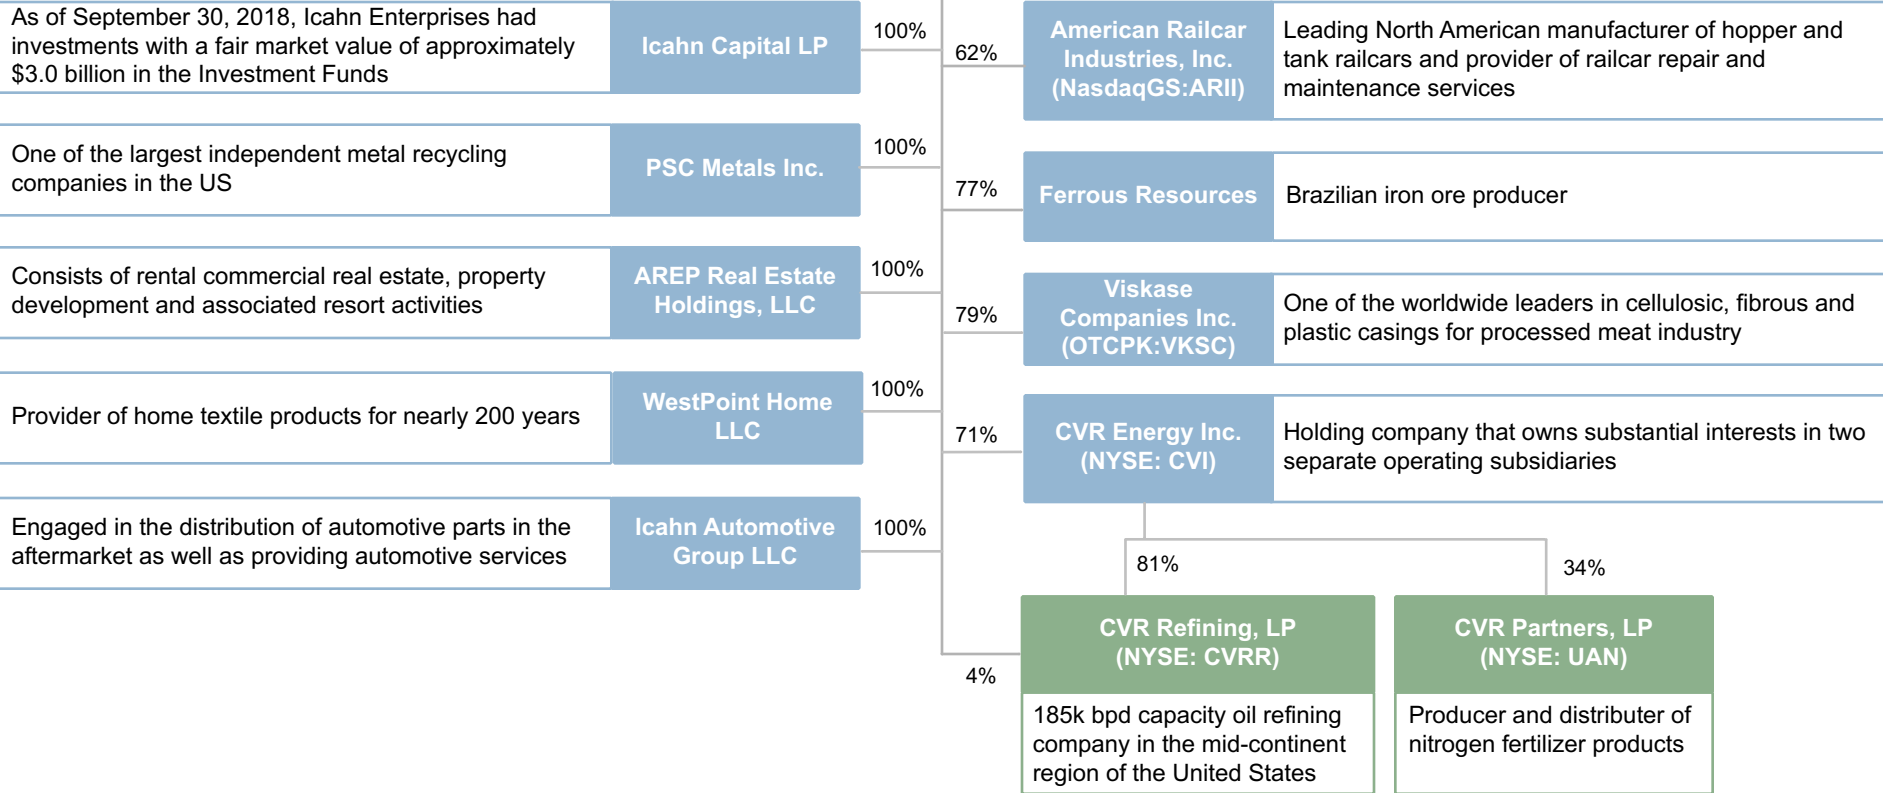 As of September 30, 2018, Icahn Enterprises had
investments with a fair market value of approximately
$3.0 billion in the Investment Funds
Icahn Capital LP
100%
One of the largest independent metal recycling
companies in the US
PSC Metals Inc.
100%
Consists of rental commercial real estate, property
development and associated resort activities
AREP Real Estate
Holdings, LLC
100%
Provider of home textile products for nearly 200 years
WestPoint Home
LLC
100%
Engaged in the distribution of automotive parts in the
aftermarket as well as providing automotive services
Icahn Automotive
Group LLC
100%
62%
American Railcar
Industries, Inc.
(NasdaqGS:ARII)
Leading North American manufacturer of hopper and
tank railcars and provider of railcar repair and
maintenance services
77%
Ferrous Resources
Brazilian iron ore producer
79%
Viskase
Companies Inc.
(OTCPK:VKSC)
One of the worldwide leaders in cellulosic, fibrous and
plastic casings for processed meat industry
71%
CVR Energy Inc.
(NYSE: CVI)
Holding company that owns substantial interests in two
separate operating subsidiaries
81%
34%
4%
CVR Refining, LP
(NYSE: CVRR)
185k bpd capacity oil refining
company in the mid-continent
region of the United States
CVR Partners, LP
(NYSE: UAN)
Producer and distributer of
nitrogen fertilizer products